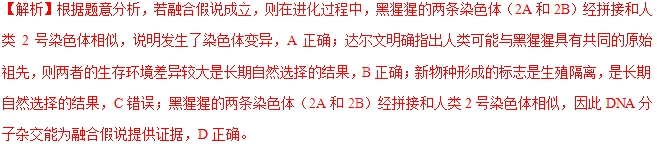 【解析】根据题意分析，若融合假说成立，则在进化过程中，黑猩猩的两条染色体（2A 和 2B）经拼接和人
类 2 号染色体相似，说明发生了染色体变异，A 正确；达尔文明确指出人类可能与黑猩猩具有共同的原始
祖先，则两者的生存环境差异较大是长期自然选择的结果，B 正确；新物种形成的标志是生殖隔离，是长期
自然选择的结果，C 错误；黑猩猩的两条染色体（2A 和 2B）经拼接和人类 2 号染色体相似，因此 DNA 分
子杂交能为融合假说提供证据，D 正确。